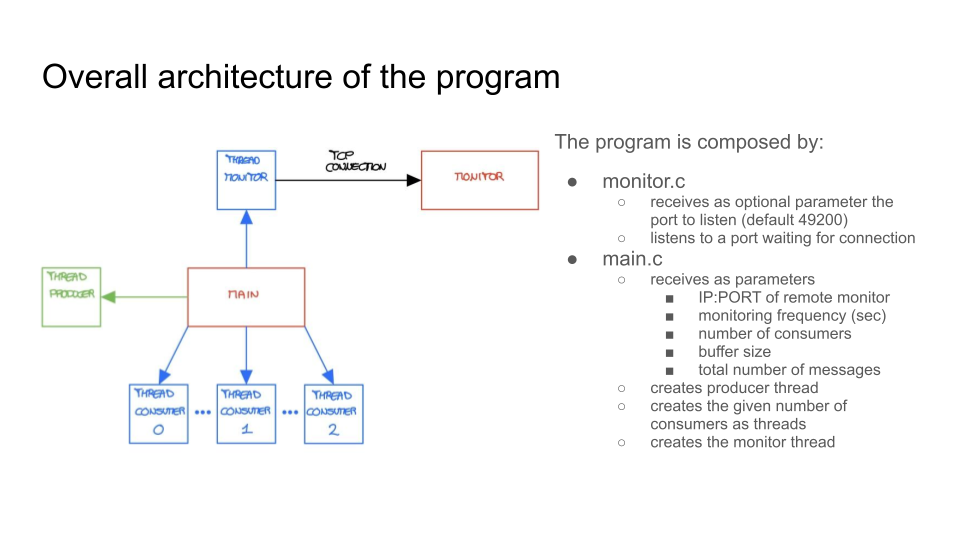 Overall architecture of the program
THREAD
MONITOR
TCP
CONNECTION
MONITOR
THREAD
PRODUCER
MAIN
THREAD
CONSUMER
0
THREAD
CONSUMER
1
THREAD
CONSUMER
2
The program is composed by:
● monitor.c
○ receives as optional parameter the
port to listen (default 49200)
○ listens to a port waiting for connection
● main.c
○ receives as parameters
■ IP:PORT of remote monitor
■ monitoring frequency (sec)
■ number of consumers
■ buffer size
■ total number of messages
○ creates producer thread
○ creates the given number of
consumers as threads
○ creates the monitor thread